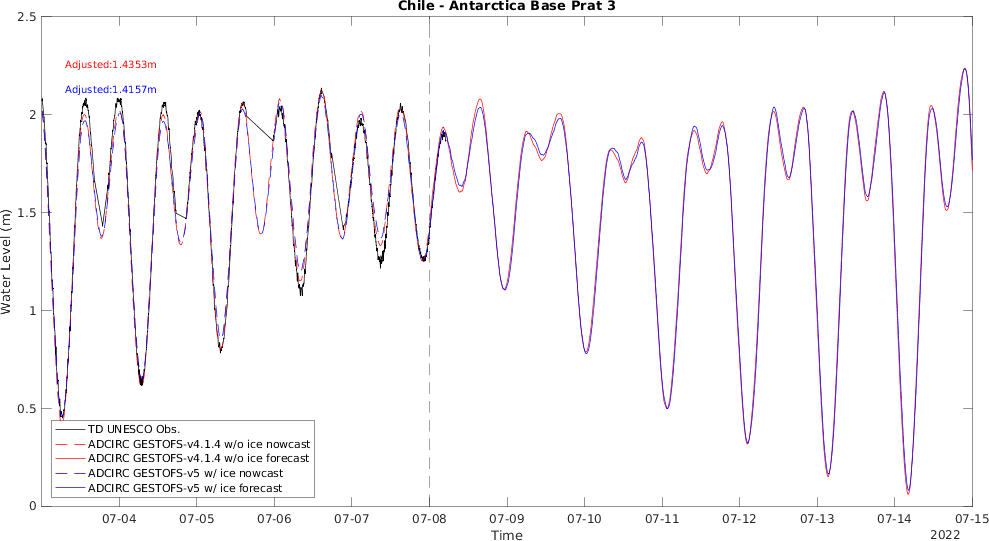 Chile - Antarctica Base Prat 3
Adjusted:1.4353m
Adjusted:1.4157m
Water Level (m)
2.5
2
1.5
1
0.5
0
TD UNESCO Obs.
ADCIRC GESTOFS-v4.1.4 w/o ice nowcast
ADCIRC GESTOFS-v4.1.4 w/o ice forecast
ADCIRC GESTOFS-v5 w/ ice nowcast
ADCIRC GESTOFS-v5 w/ ice forecast
07-04 07-05 07-06 07-07 07-08 07-09 07-10 07-11 07-12 07-13 07-14 07-15
Time
2022